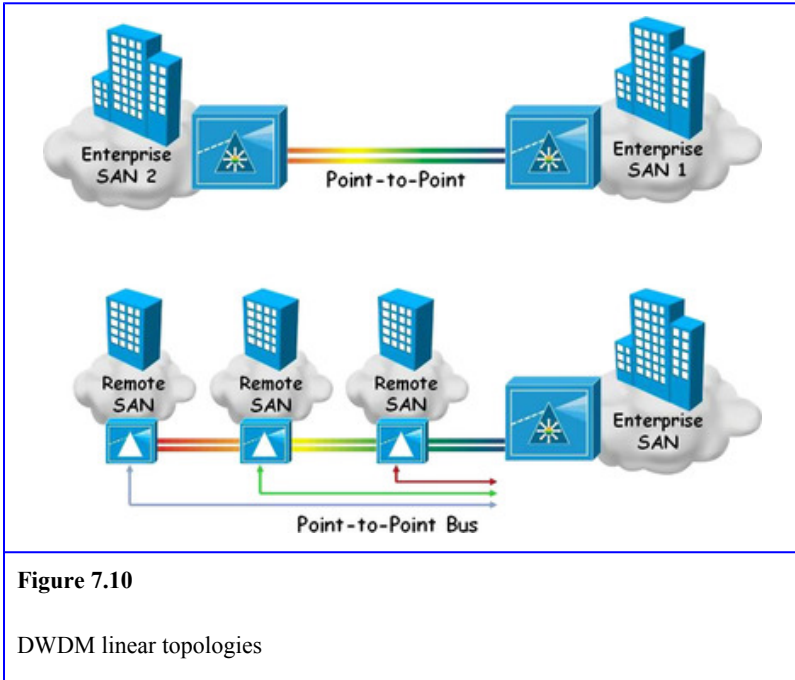 Enterprise
SAN 2
Point-to-Point
Enterprise
SAN 1
Remote
SAN
Remote
SAN
Remote
SAN
Enterprise
SAN
Point-to-Point Bus
Figure 7.10
DWDM linear topologies